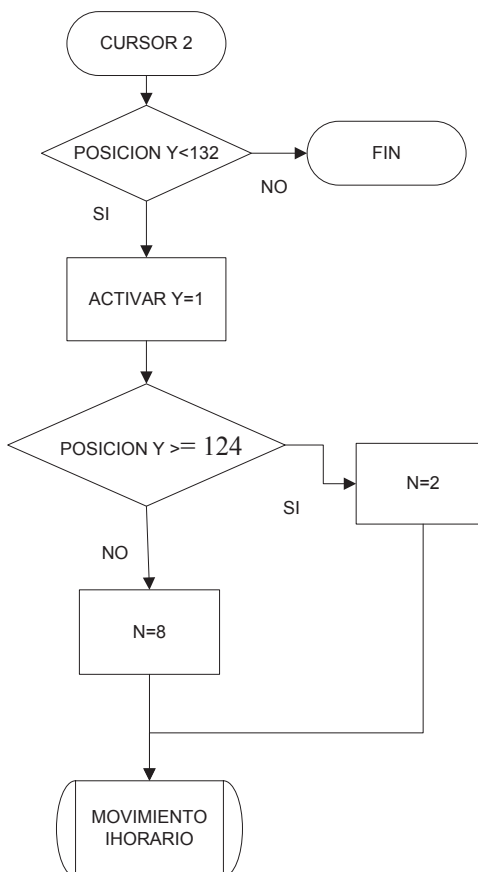 CURSOR 2
POSICION Y<132
FIN
NO
SI
ACTIVAR Y=1
POSICION Y >= 124
N=2
SI
NO
N=8
MOVIMIENTO
IHORARIO